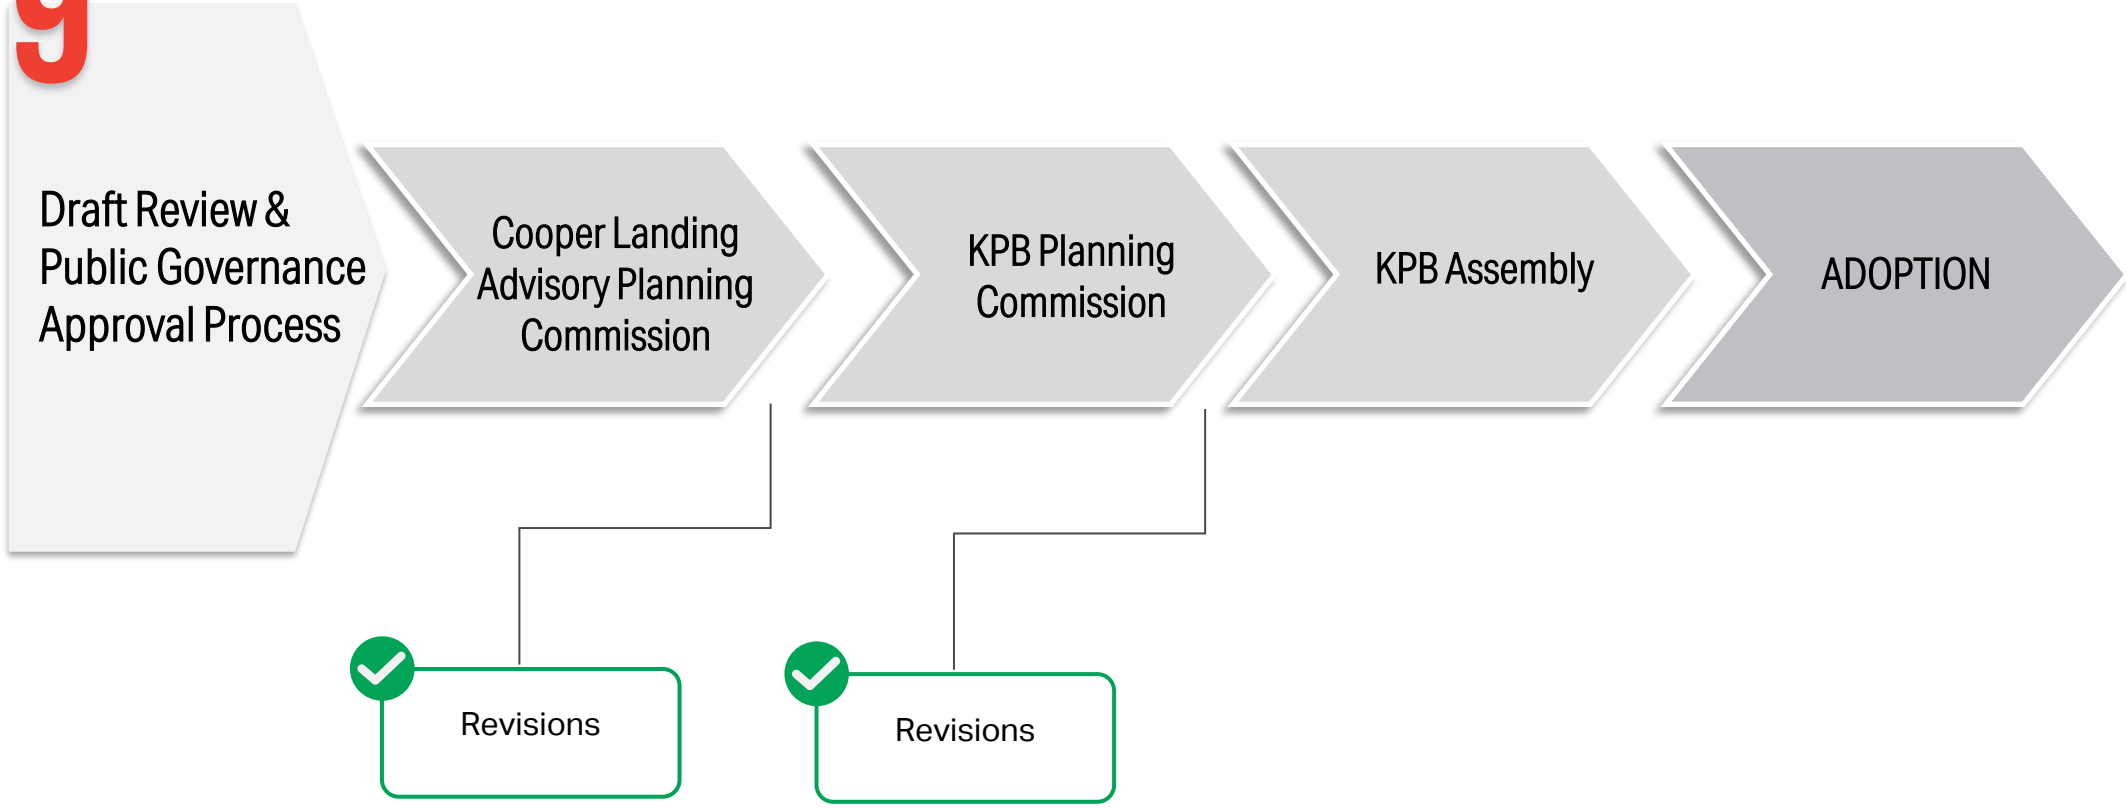 9
Draft Review &
Public Governance
Approval Process
Cooper Landing
Advisory Planning
Commission
KPB Planning
Commission
KPB Assembly
ADOPTION
Revisions
Revisions